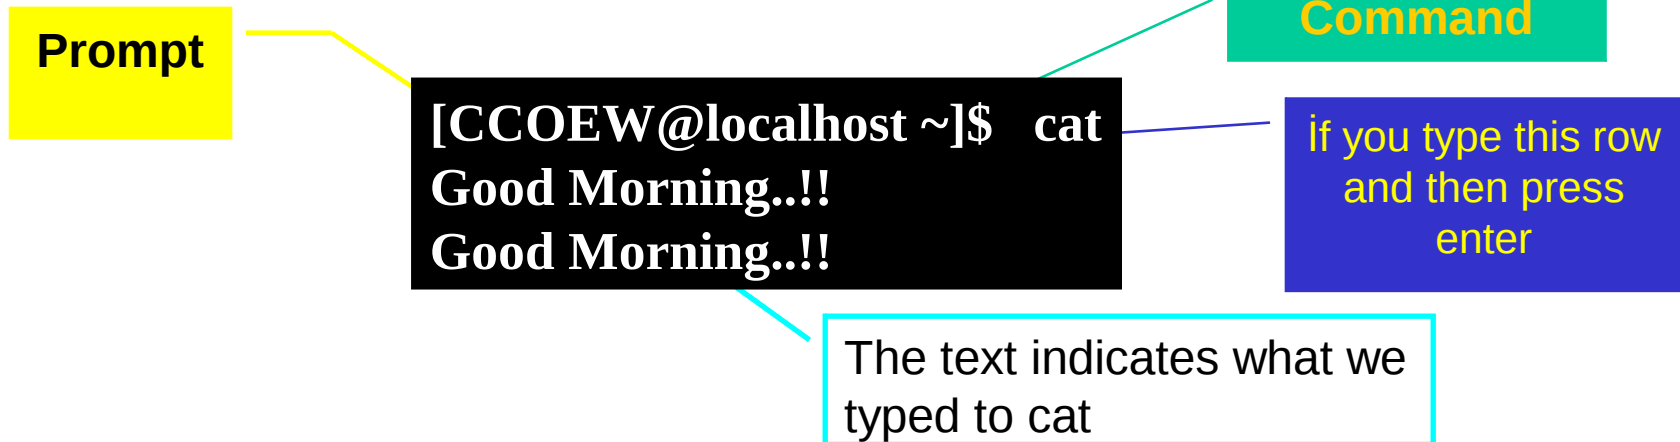 Command
Prompt
[CCOEW@localhost ~]$ cat
Good Morning..!!
Good Morning..!!
İf you type this row
and then press
enter
The text indicates what we
typed to cat